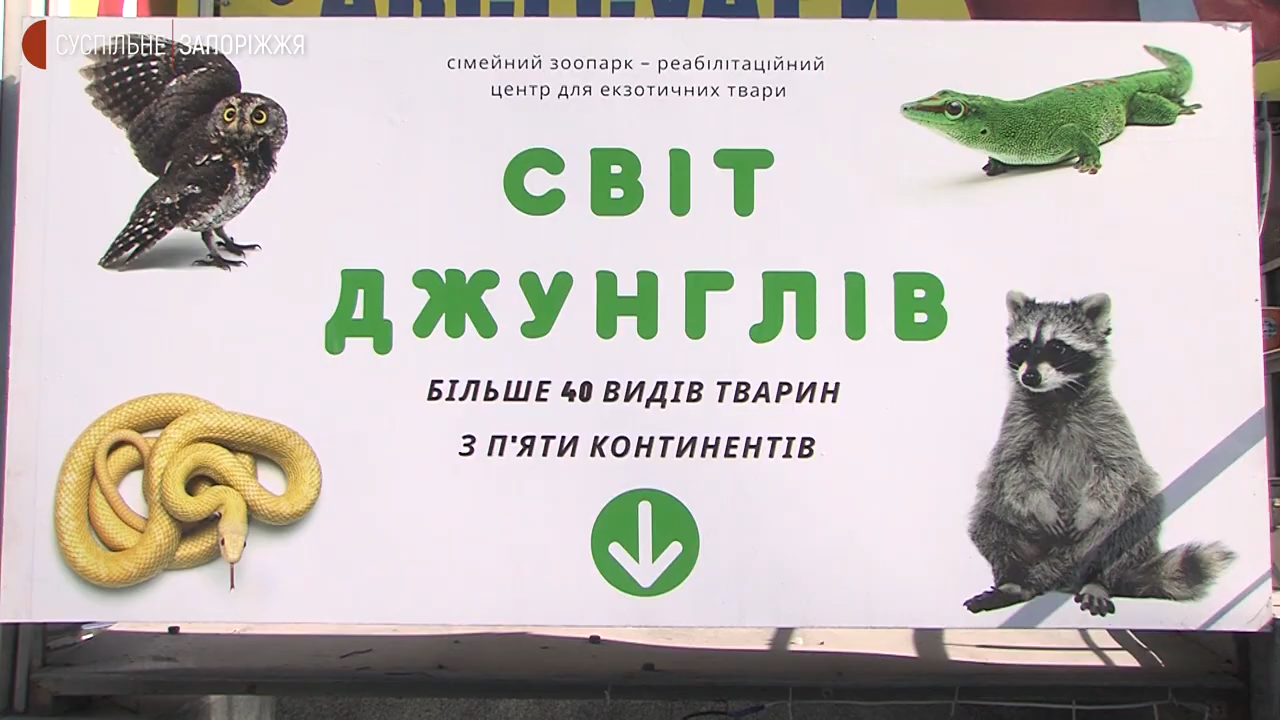 СУСПІЛЬНЕ ЗАПОРІЖЖЯ
сімейний зоопарк – реабілітаційний
центр для екзотичних твари
СВІТ
ДЖУНГЛІВ
БІЛЬШЕ 40 ВИДІВ ТВАРИН
З П'ЯТИ КОНТИНЕНТІВ